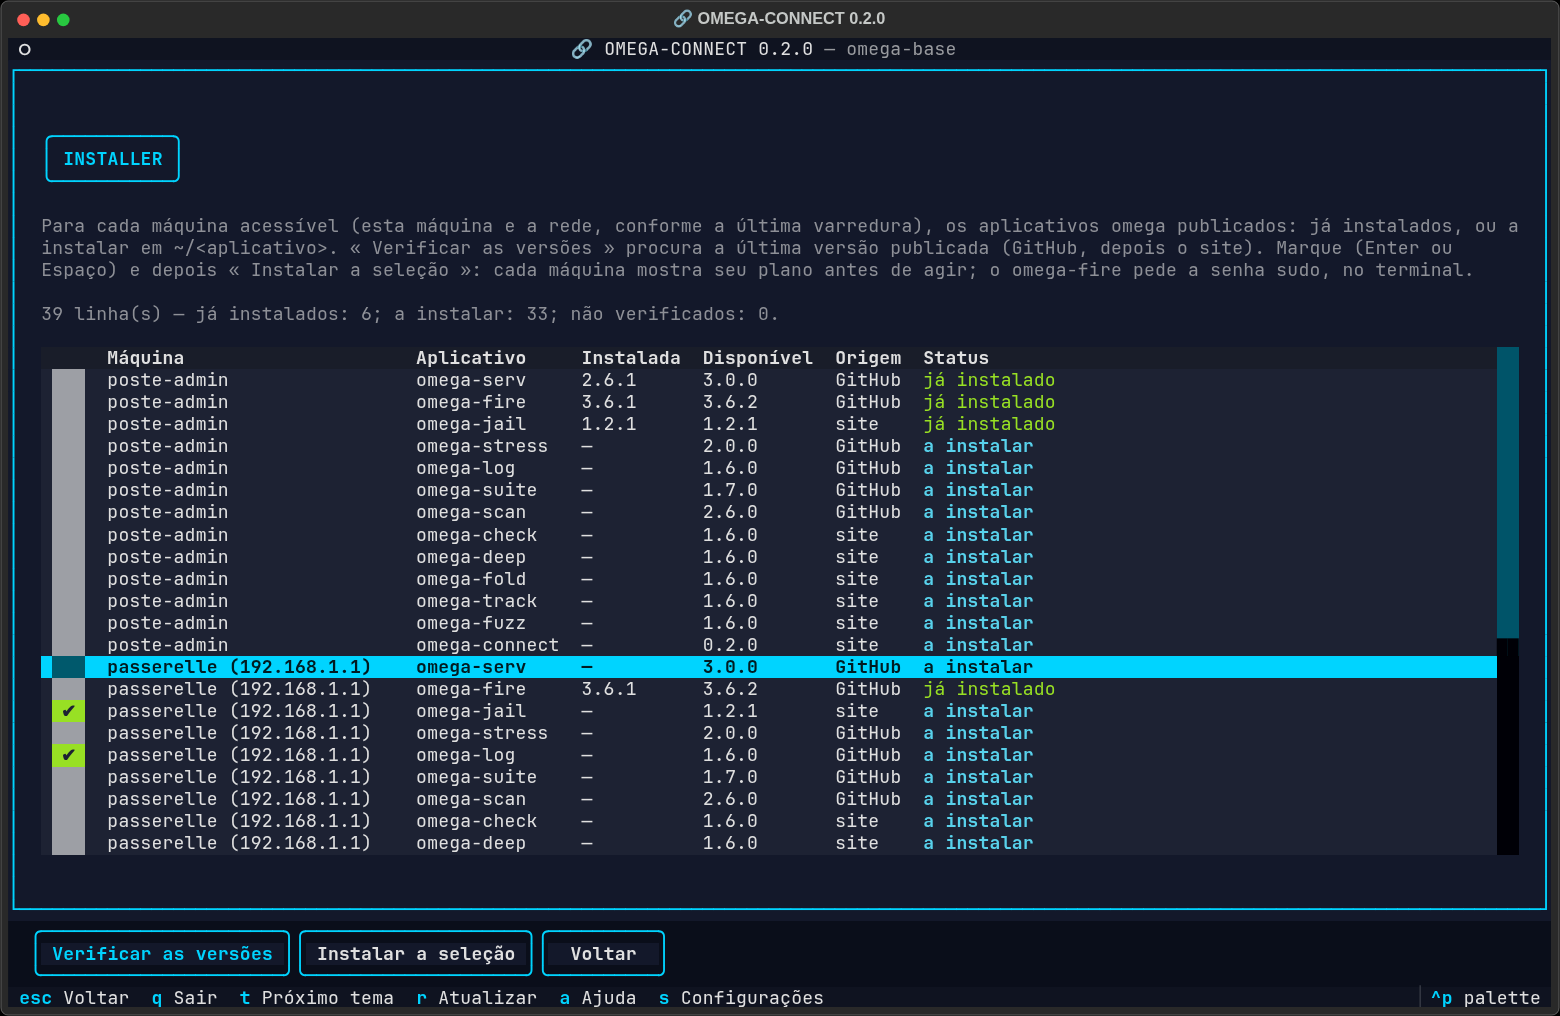 🔗 OMEGA-CONNECT 0.2.0
🔗 OMEGA-CONNECT 0.2.0 — omega-base
INSTALLER
Para cada máquina acessível (esta máquina e a rede, conforme a última varredura), os aplicativos omega publicados: já instalados, ou a
instalar em ~/<aplicativo>. « Verificar as versões » procura a última versão publicada (GitHub, depois o site). Marque (Enter ou
Espaço) e depois « Instalar a seleção »: cada máquina mostra seu plano antes de agir; o omega-fire pede a senha sudo, no terminal.
39 linha(s) — já instalados: 6; a instalar: 33; não verificados: 0.
Máquina Aplicativo Instalada Disponível Origem Status
poste-admin omega-serv 2.6.1 3.0.0 GitHub já instalado
poste-admin omega-fire 3.6.1 3.6.2 GitHub já instalado
poste-admin omega-jail 1.2.1 1.2.1 site já instalado
poste-admin omega-stress — 2.0.0 GitHub a instalar
poste-admin omega-log — 1.6.0 GitHub a instalar
poste-admin omega-suite — 1.7.0 GitHub a instalar
poste-admin omega-scan — 2.6.0 GitHub a instalar
poste-admin omega-check — 1.6.0 site a instalar
poste-admin omega-deep — 1.6.0 site a instalar
poste-admin omega-fold — 1.6.0 site a instalar
poste-admin omega-track — 1.6.0 site a instalar
poste-admin omega-fuzz — 1.6.0 site a instalar
poste-admin omega-connect — 0.2.0 site a instalar
passerelle (192.168.1.1) omega-serv — 3.0.0 GitHub a instalar
passerelle (192.168.1.1) omega-fire 3.6.1 3.6.2 GitHub já instalado
✔ passerelle (192.168.1.1) omega-jail — 1.2.1 site a instalar
passerelle (192.168.1.1) omega-stress — 2.0.0 GitHub a instalar
✔ passerelle (192.168.1.1) omega-log — 1.6.0 GitHub a instalar
passerelle (192.168.1.1) omega-suite — 1.7.0 GitHub a instalar
passerelle (192.168.1.1) omega-scan — 2.6.0 GitHub a instalar
passerelle (192.168.1.1) omega-check — 1.6.0 site a instalar
passerelle (192.168.1.1) omega-deep — 1.6.0 site a instalar
Verificar as versões Instalar a seleção Voltar
esc Voltar q Sair t Próximo tema r Atualizar a Ajuda s Configurações ^p palette